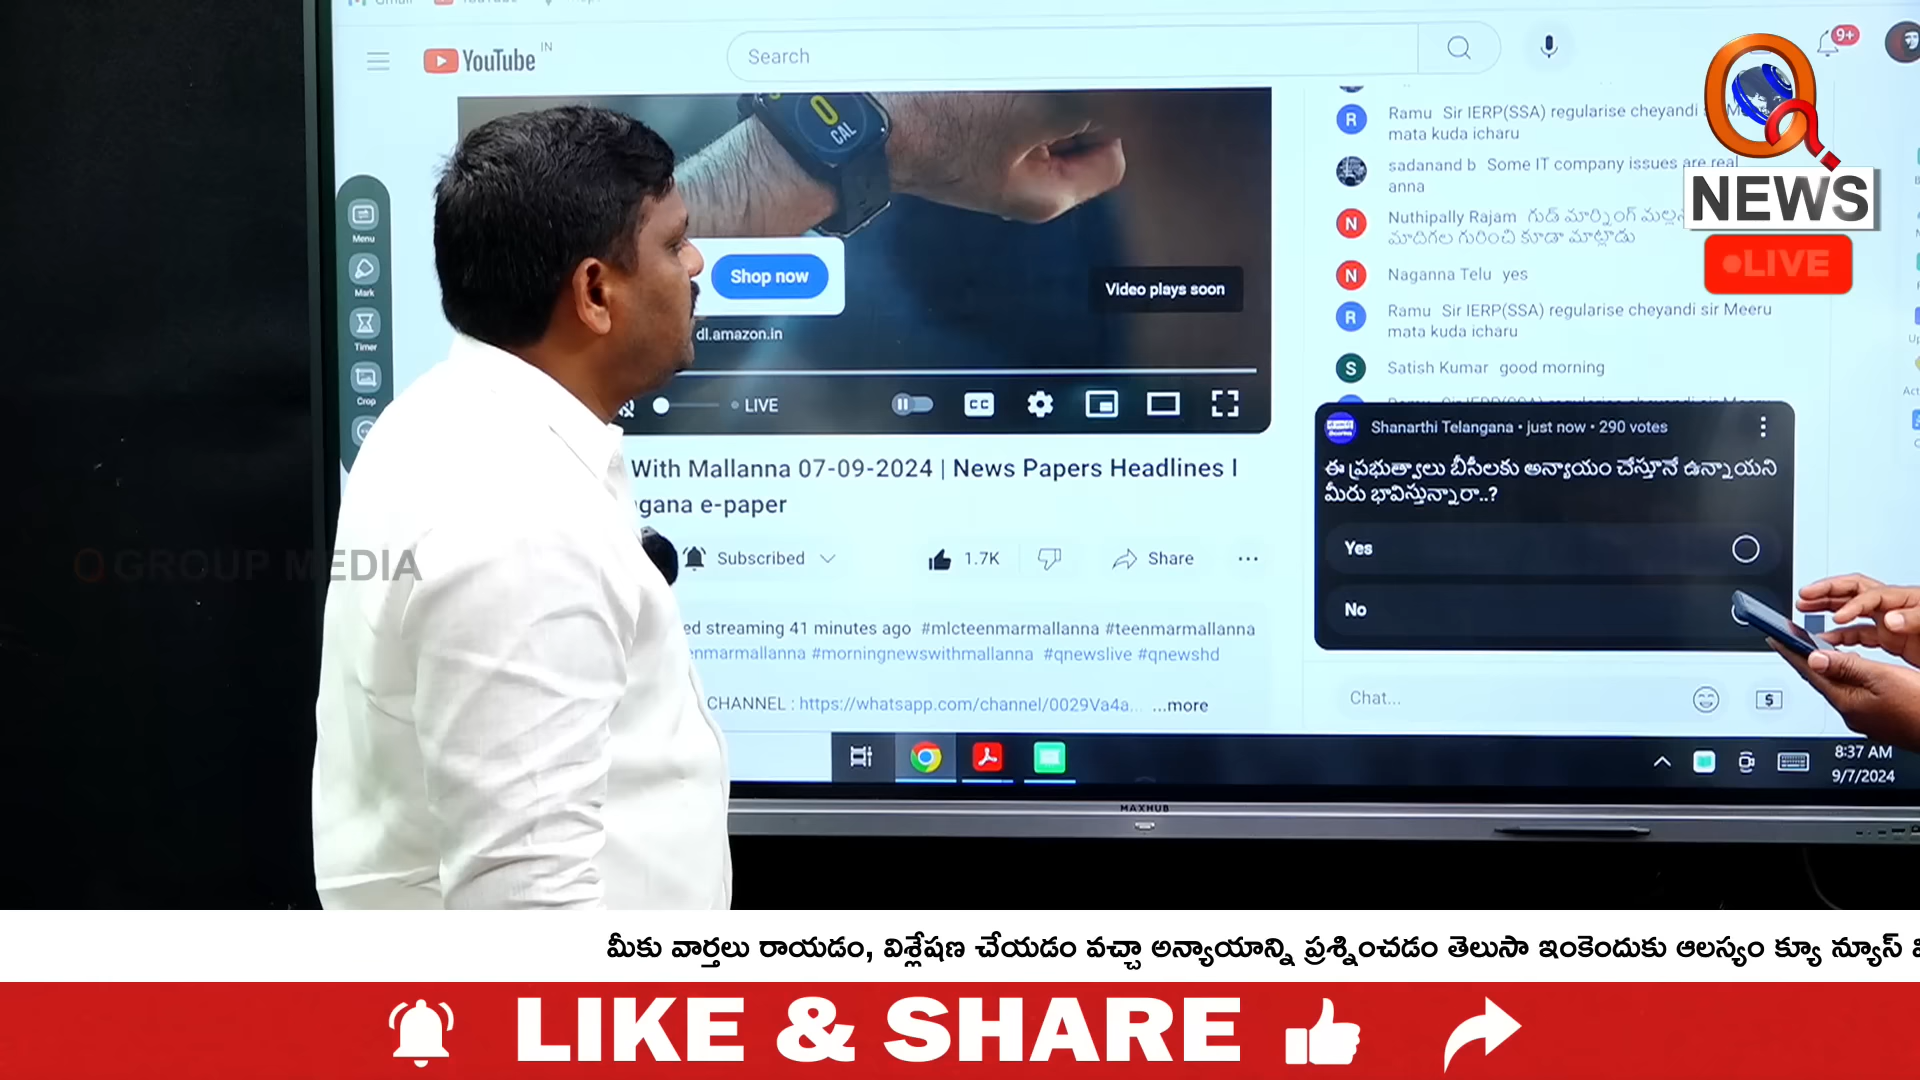 YouTube IN
Search
9+
0
CAL
Shop now
dl.amazon.in
Video plays soon
LIVE
CC
Menu
Mark
Timer
Crop
With Mallanna 07-09-2024 | News Papers Headlines I
gana e-paper
Subscribed
1.7K
Share
ed streaming 41 minutes ago #mlcteenmarmallanna #teenmarmallanna
enmarmallanna #morningnewswithmallanna #qnewslive #qnewshd
CHANNEL : https://whatsapp.com/channel/0029Va4a... ...more
R Ramu Sir IERP(SSA) regularise cheyandi
mata kuda icharu
sadanand b Some IT company issues are real
anna
N Nuthipally Rajam గుడ్ మార్నింగ్
మాదిగల గురించి కూడా మాట్లాడు
N Naganna Telu yes
R Ramu Sir IERP(SSA) regularise cheyandi sir Meeru
mata kuda icharu
S Satish Kumar good morning
Shanarthi Telangana • just now • 290 votes
ఈ ప్రభుత్వాలు బీసీలకు అన్యాయం చేస్తూనే ఉన్నాయని
మీరు భావిస్తున్నారా..?
Yes
No
Chat...
8:37 AM
9/7/2024
MAXHUB
Q
NEWS
LIVE
Q GROUP MEDIA
మీకు వార్తలు రాయడం, విశ్లేషణ చేయడం వచ్చా అన్యాయాన్ని ప్రశ్నించడం తెలుసా ఇంకెందుకు ఆలస్యం క్యూ న్యూస్
LIKE & SHARE